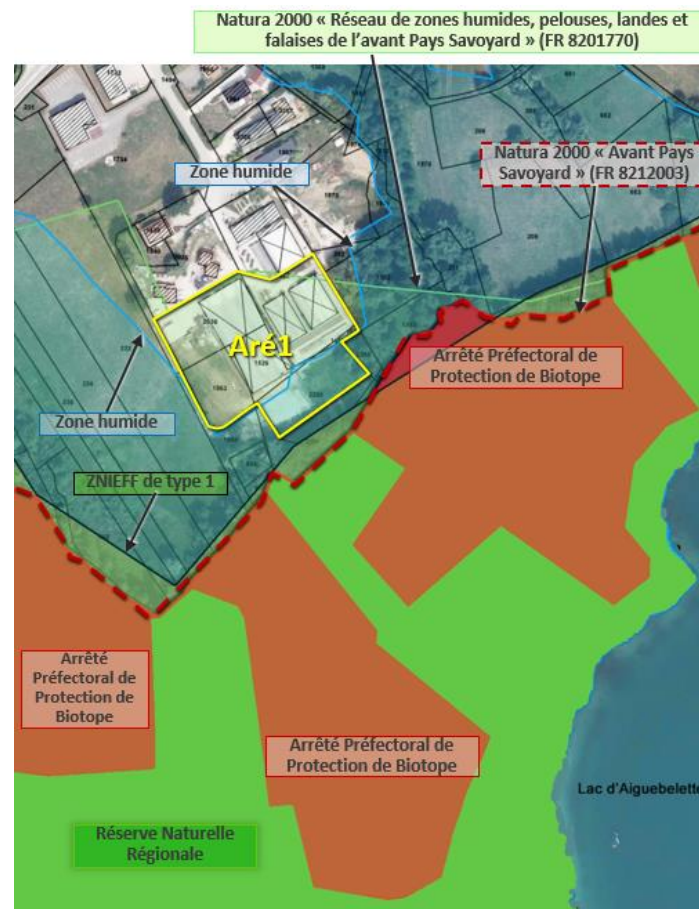 Natura 2000 « Réseau de zones humides, pelouses, landes et
falaises de l'avant Pays Savoyard » (FR 8201770)
Zone humide
Natura 2000 « Avant Pays
Savoyard » (FR 8212003)
Aré1
Arrêté Préfectoral de
Protection de Biotope
Zone humide
ZNIEFF de type 1
Arrêté
Préfectoral de
Protection de
Biotope
Arrêté Préfectoral de
Protection de Biotope
Lac d'Aiguebelette
Réserve Naturelle
Régionale